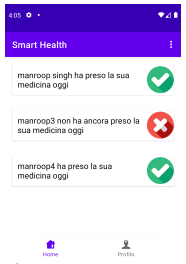 4:05
Smart Health
manroop singh ha preso la sua
medicina oggi
manroop3 non ha ancora preso la
sua medicina oggi
manroop4 ha preso la sua
medicina oggi
Home
Profilo